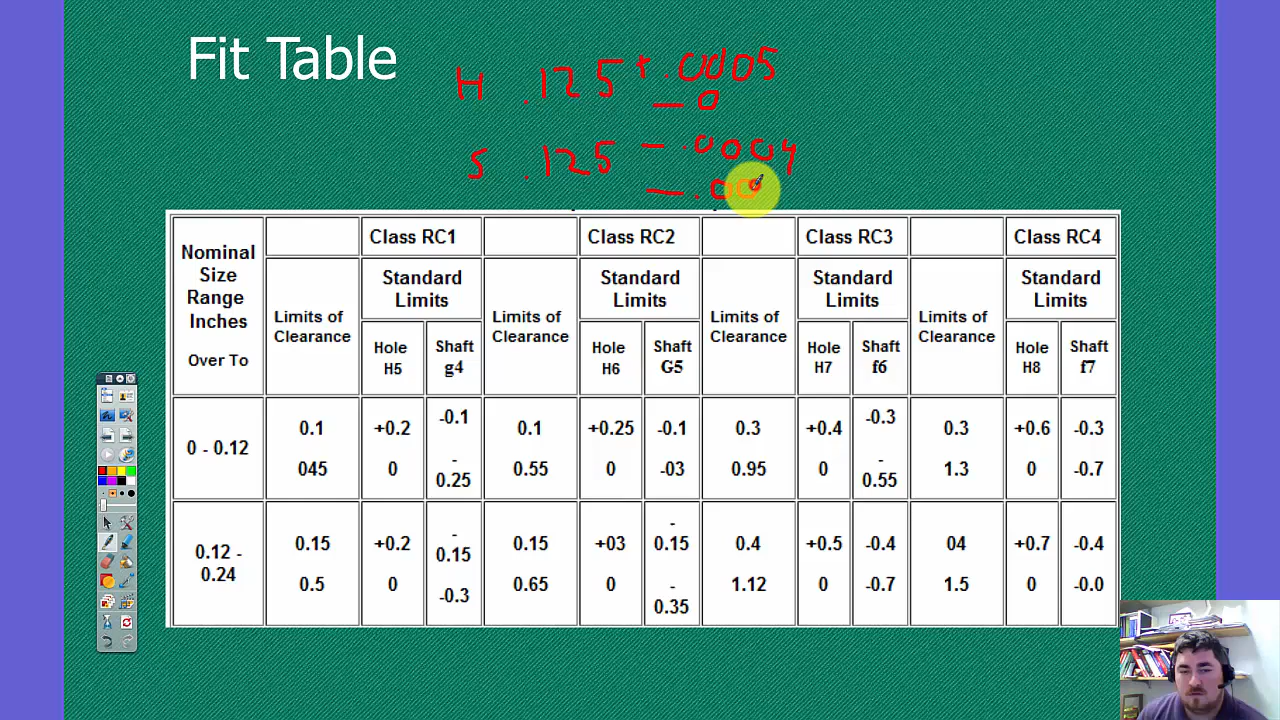 Fit Table
H .125 +.0005
- 0
S .125 -.0004
-.00
Class RC1 Class RC2 Class RC3 Class RC4
Nominal Size Range Inches
Over To
Limits of Clearance
Standard Limits
Limits of Clearance
Standard Limits
Limits of Clearance
Standard Limits
Limits of Clearance
Standard Limits
Hole H5 Shaft g4 Hole H6 Shaft G5 Hole H7 Shaft f6 Hole H8 Shaft f7
0 - 0.12 0.1 +0.2 -0.1 0.1 +0.25 -0.1 0.3 +0.4 -0.3 0.3 +0.6 -0.3
045 0 -0.25 0.55 0 -03 0.95 0 -0.55 1.3 0 -0.7
0.12 - 0.24 0.15 +0.2 -0.15 0.15 +03 -0.15 0.4 +0.5 -0.4 04 +0.7 -0.4
0.5 0 -0.3 0.65 0 -0.35 1.12 0 -0.7 1.5 0 -0.0